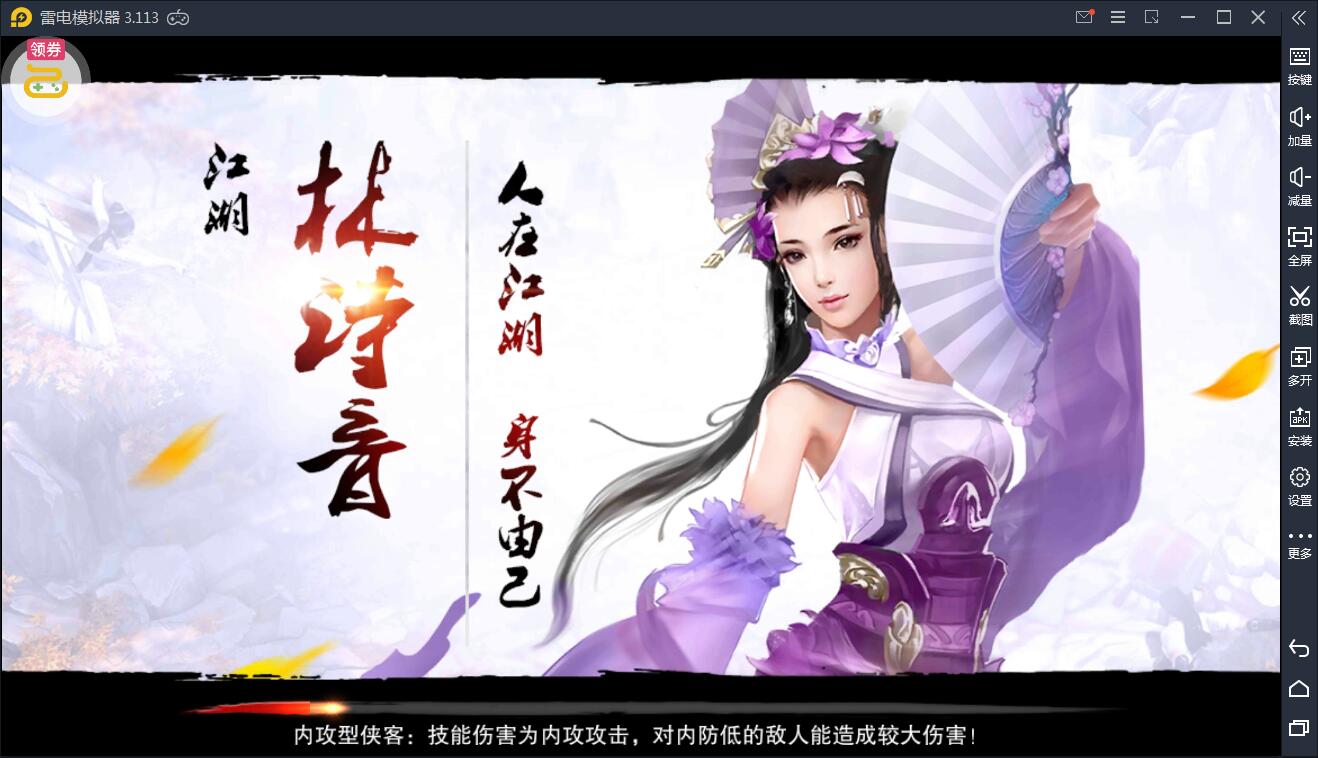 雷电模拟器 3.113
领券
江湖
林诗音
人在江湖
身不由己
按键
加量
减量
全屏
截图
多开
APK
安装
设置
更多
内攻型侠客：技能伤害为内攻攻击，对内防低的敌人能造成较大伤害！